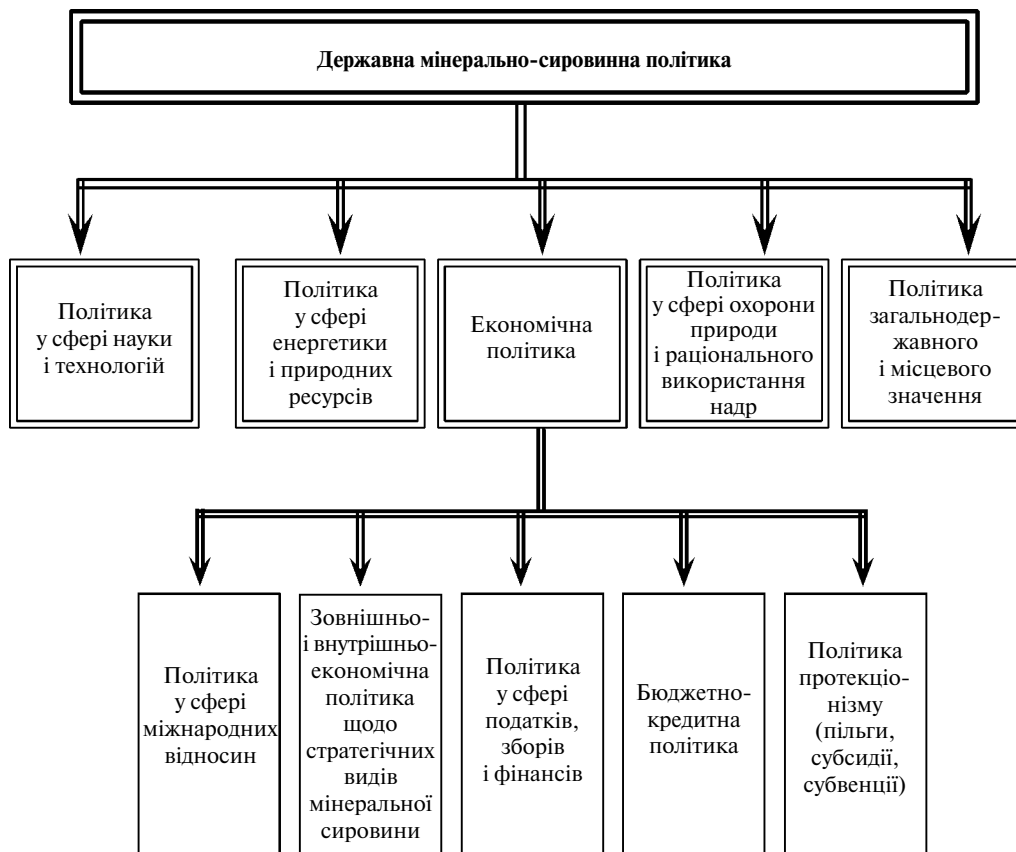 Державна мінерально-сировинна політика
Політика
у сфері науки
і технологій
Політика
у сфері
енергетики
і природних
ресурсів
Економічна
політика
Політика
у сфері охорони
природи
і раціонального
використання
надр
Політика
загальнодер-
жавного
і місцевого
значення
Політика
у сфері
міжнародних
відносин
Зовнішньо-
і внутрішньо-
економічна
політика
щодо
стратегічних
видів
мінеральної
сировини
Політика
у сфері
податків,
зборів
і фінансів
Бюджетно-
кредитна
політика
Політика
протекціо-
нізму
(пільги,
субсидії,
субвенції)